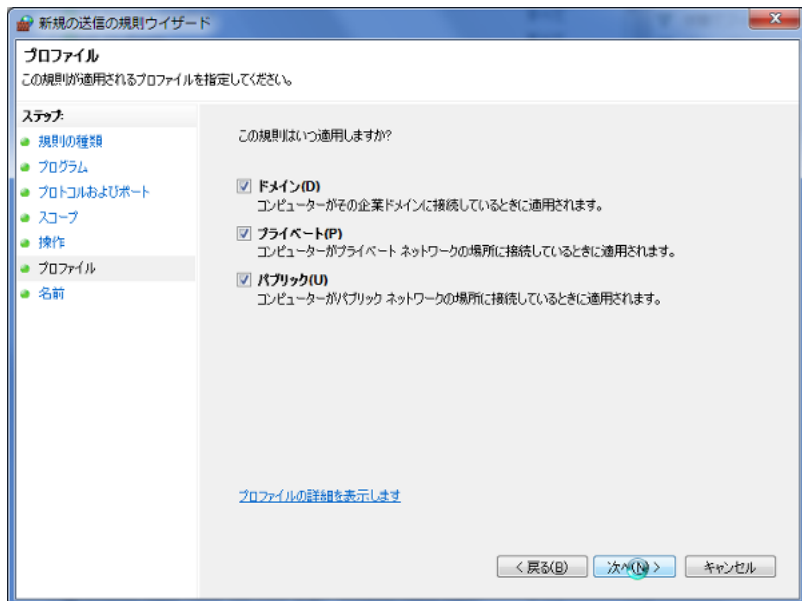 新規の送信の規則ウィザード
プロファイル
この規則が適用されるプロファイルを指定してください。
ステップ:
規則の種類
プログラム
プロトコルおよびポート
スコープ
操作
プロファイル
名前
この規則はいつ適用しますか?
ドメイン(D)
コンピューターがその企業ドメインに接続しているときに適用されます。
プライベート(P)
コンピューターがプライベート ネットワークの場所に接続しているときに適用されます。
パブリック(U)
コンピューターがパブリック ネットワークの場所に接続しているときに適用されます。
プロファイルの詳細を表示します
< 戻る(B)
次へ(N) >
キャンセル